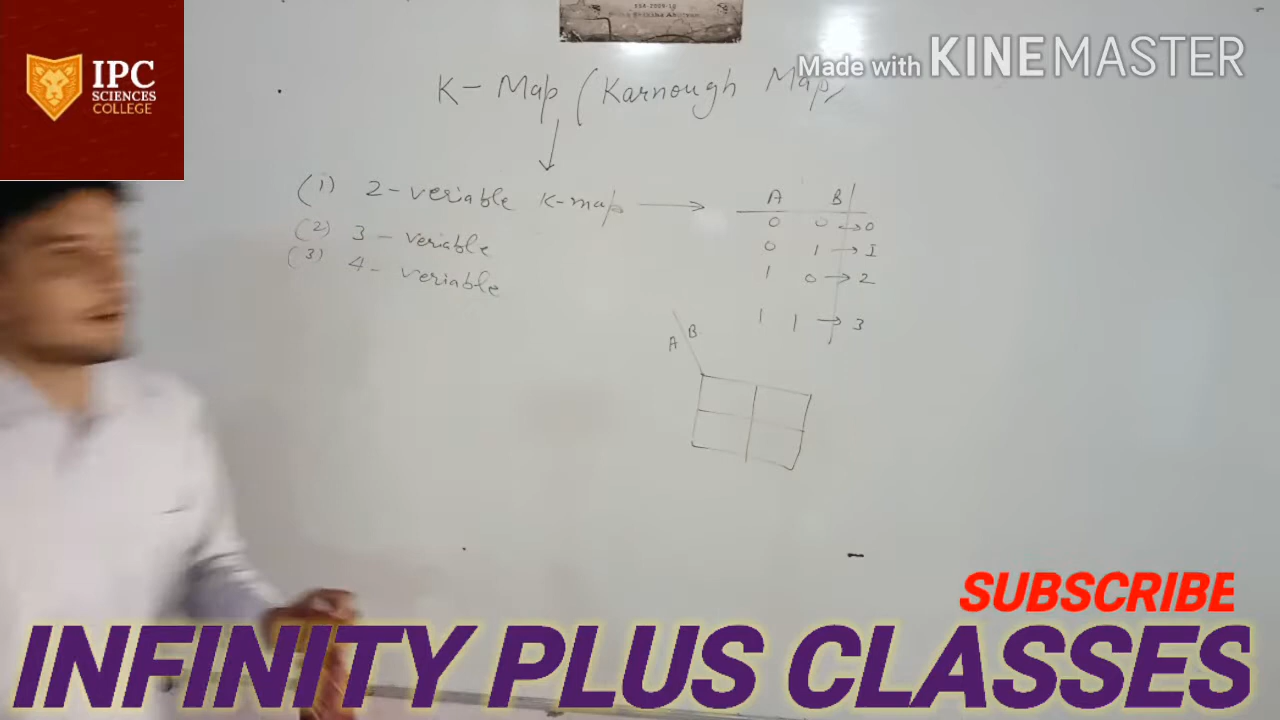 IPC
SCIENCES
COLLEGE
Made with KINEMASTER
K - Map (Karnough Map)
(1) 2 - veriable K-map → A B
0 0 → 0
(2) 3 - veriable 0 1 → 1
(3) 4 - veriable 1 0 → 2
1 1 → 3
A B
SUBSCRIBE
INFINITY PLUS CLASSES